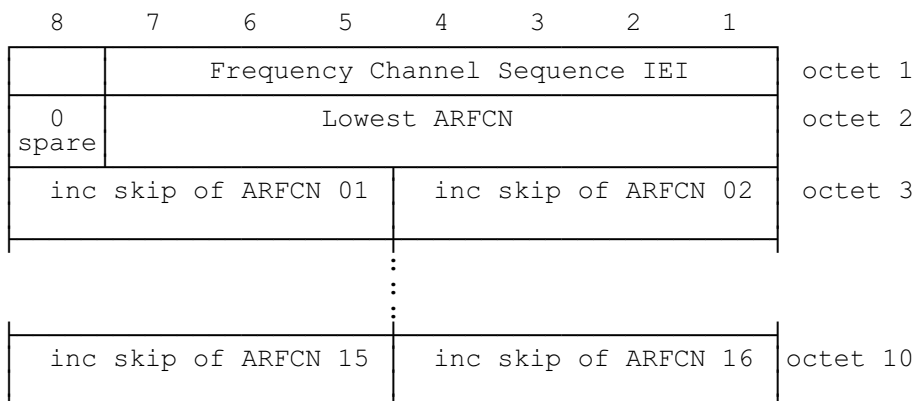 8 7 6 5 4 3 2 1
Frequency Channel Sequence IEI octet 1
0 Lowest ARFCN octet 2
spare
inc skip of ARFCN 01 inc skip of ARFCN 02 octet 3
inc skip of ARFCN 15 inc skip of ARFCN 16 octet 10